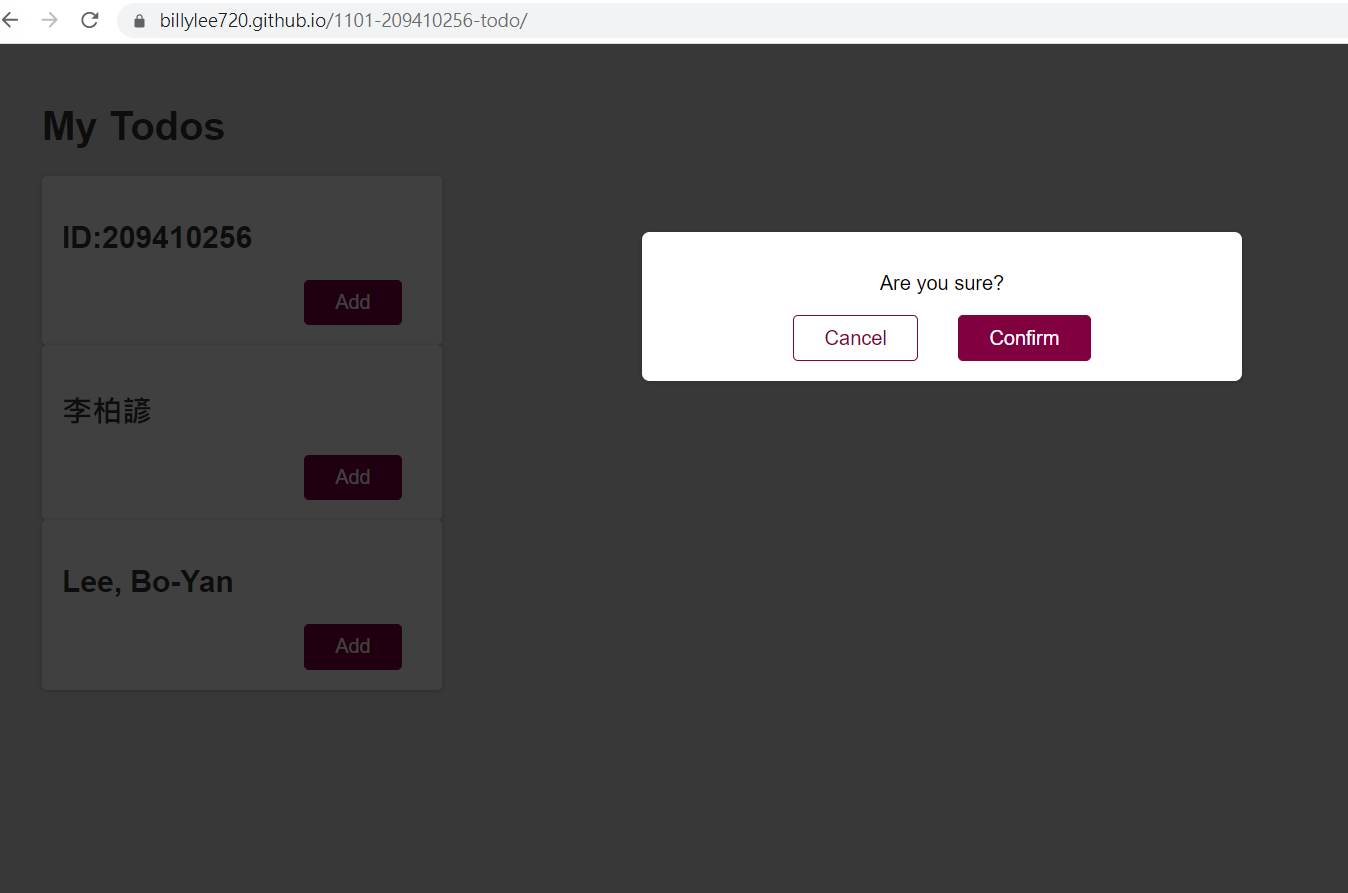 billylee720.github.io/1101-209410256-todo/
My Todos
ID:209410256
Add
李柏諺
Add
Lee, Bo-Yan
Add
Are you sure?
Cancel
Confirm